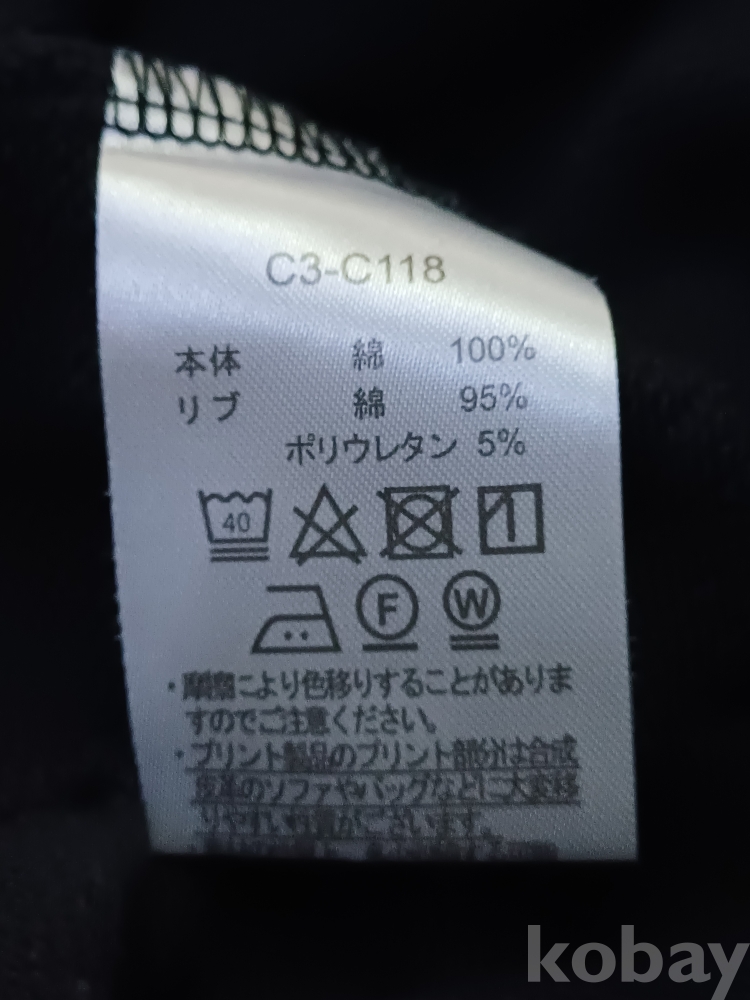 C3-C118
本体 綿 100%
リブ 綿 95%
ポリウレタン 5%
40
F W
・摩擦により色移りすることがありま
すのでご注意ください。
・プリント製品のプリント部分は合成
皮革のソファやバッグなどに大変移
りやすい性質がございます。
kobay